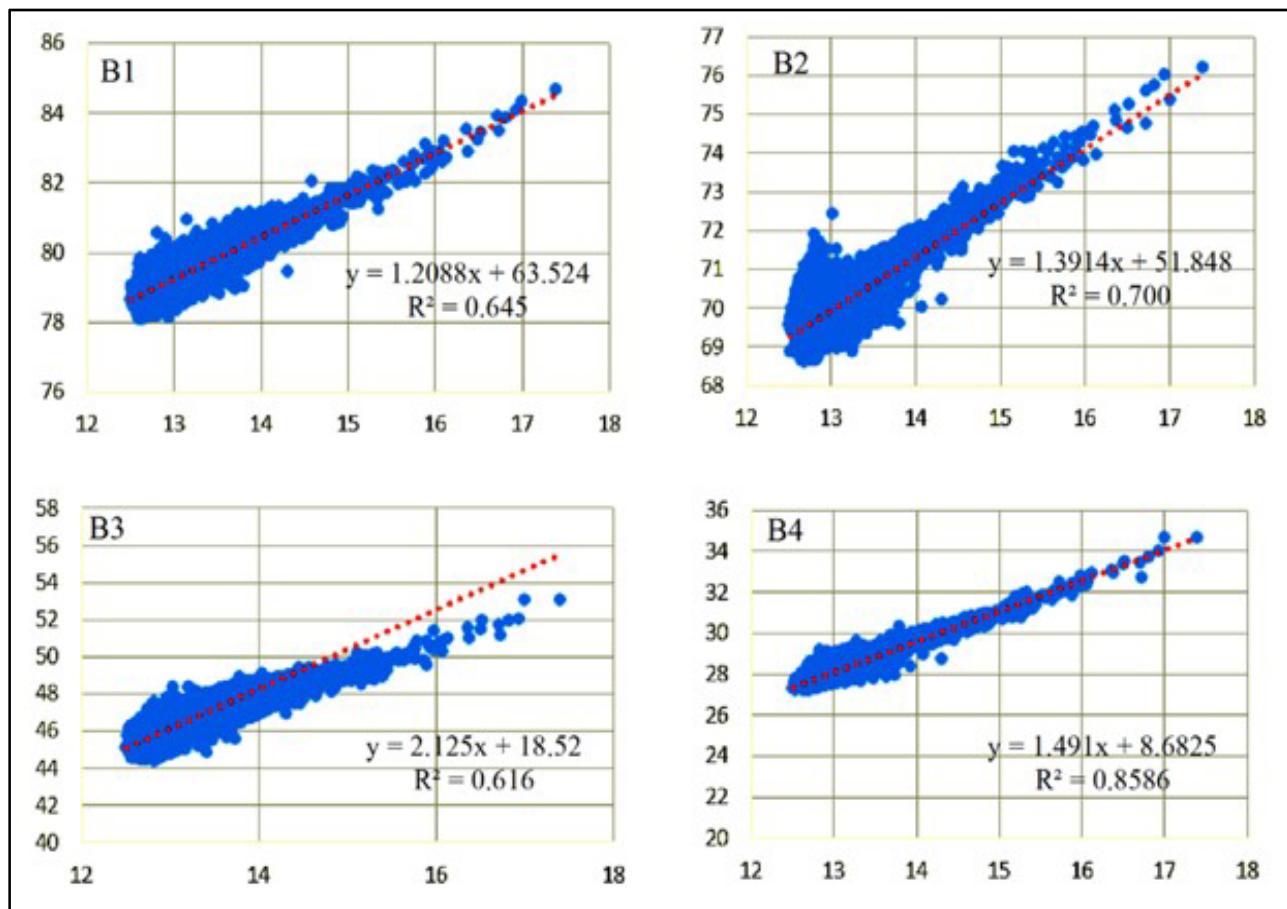 86
84
82
80
78
76
B1
y = 1.2088x + 63.524
R² = 0.645
12 13 14 15 16 17 18
77
76
75
74
73
72
71
70
69
68
B2
y = 1.3914x + 51.848
R² = 0.700
12 13 14 15 16 17 18
58
56
54
52
50
48
46
44
42
40
B3
y = 2.125x + 18.52
R² = 0.616
12 14 16 18
36
34
32
30
28
26
24
22
20
B4
y = 1.491x + 8.6825
R² = 0.8586
12 13 14 15 16 17 18